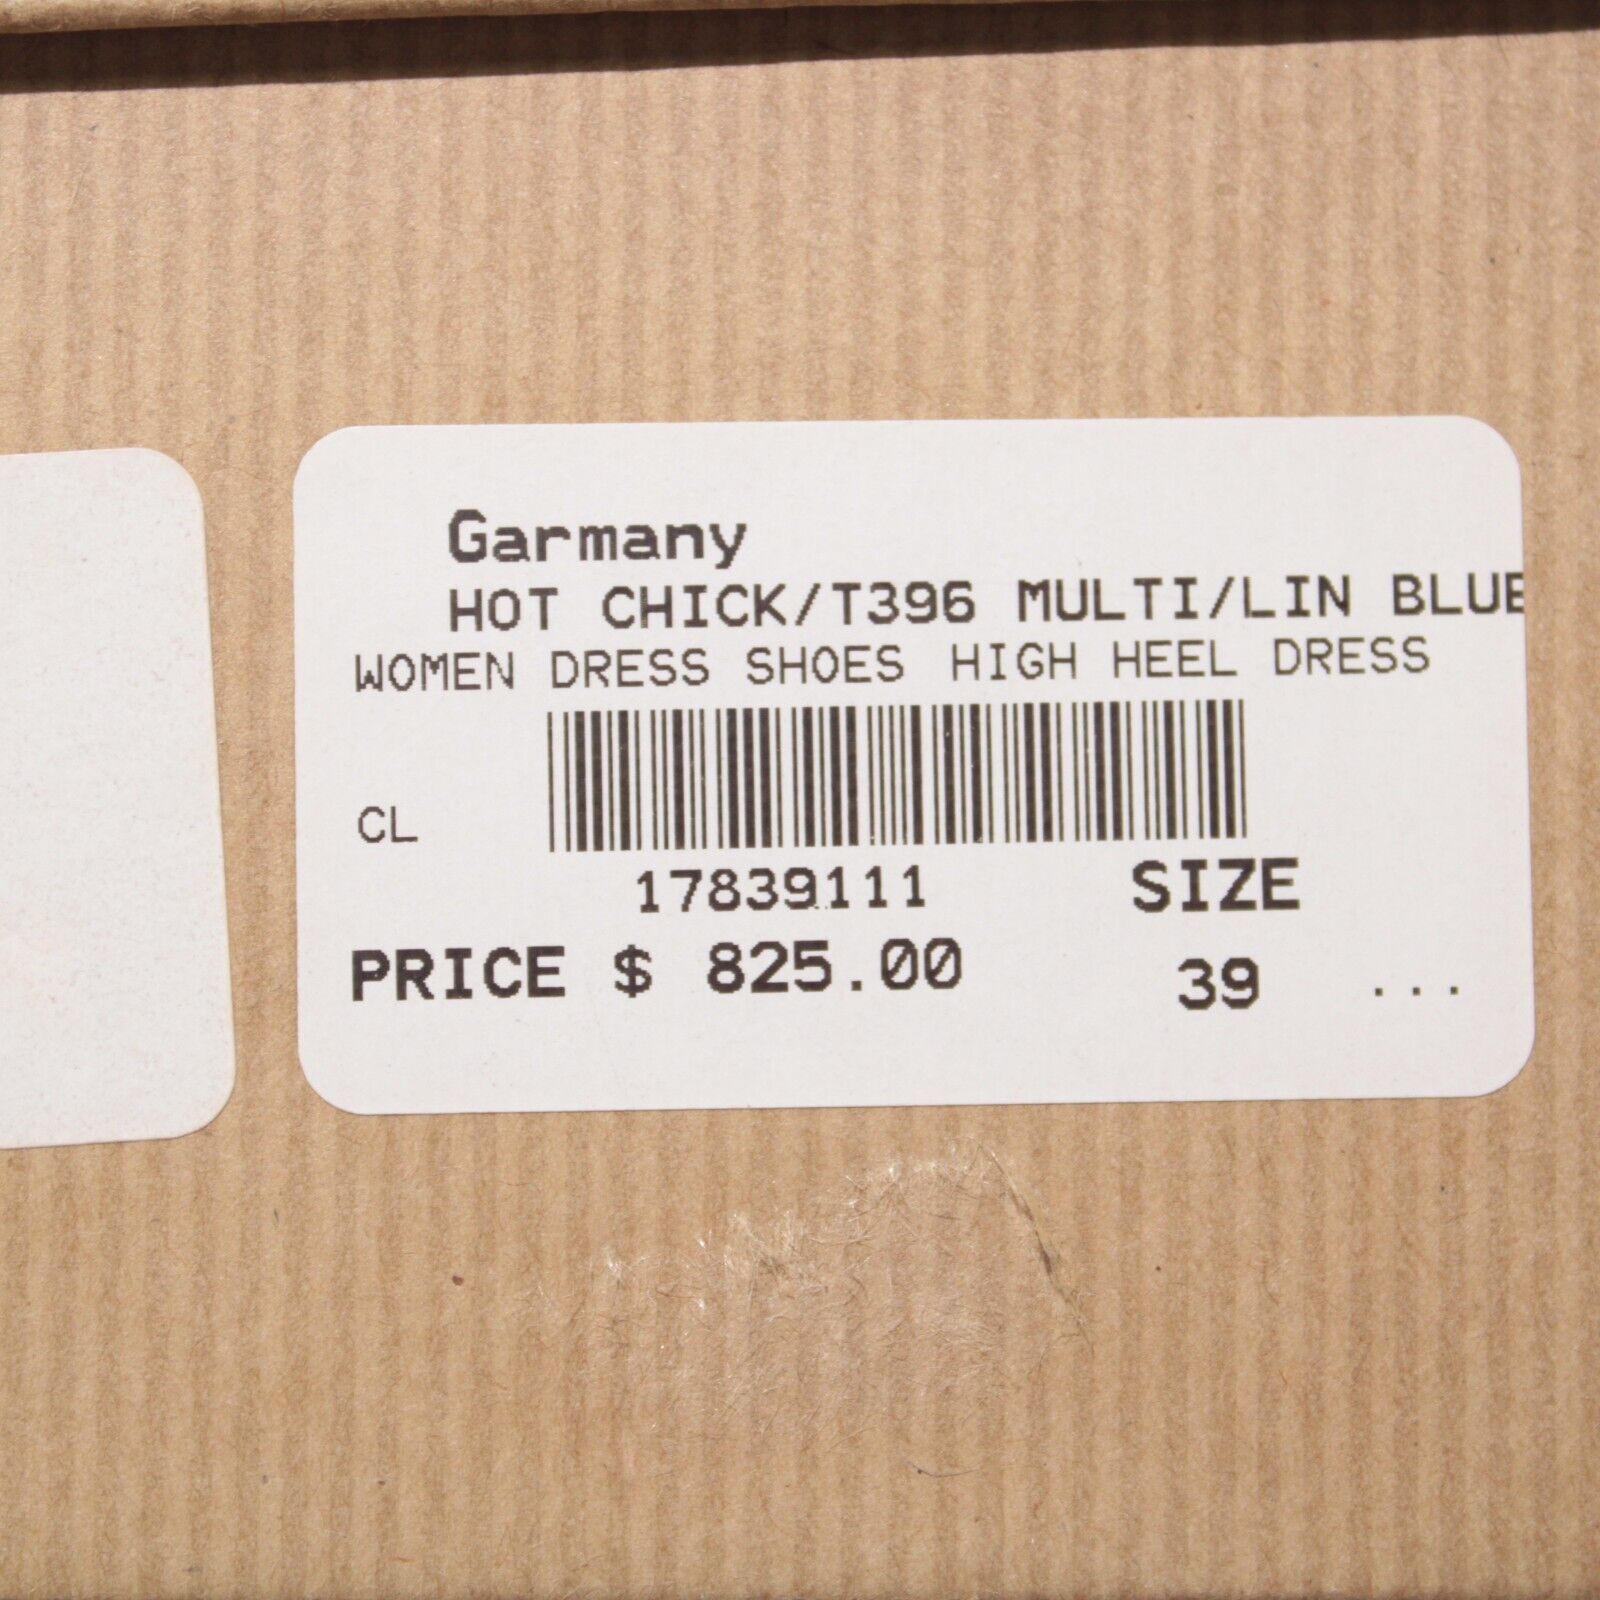 Garmany
HOT CHICK/T396 MULTI/LIN BLUE
WOMEN DRESS SHOES HIGH HEEL DRESS
CL
17839111 SIZE
PRICE $ 825.00 39 ...